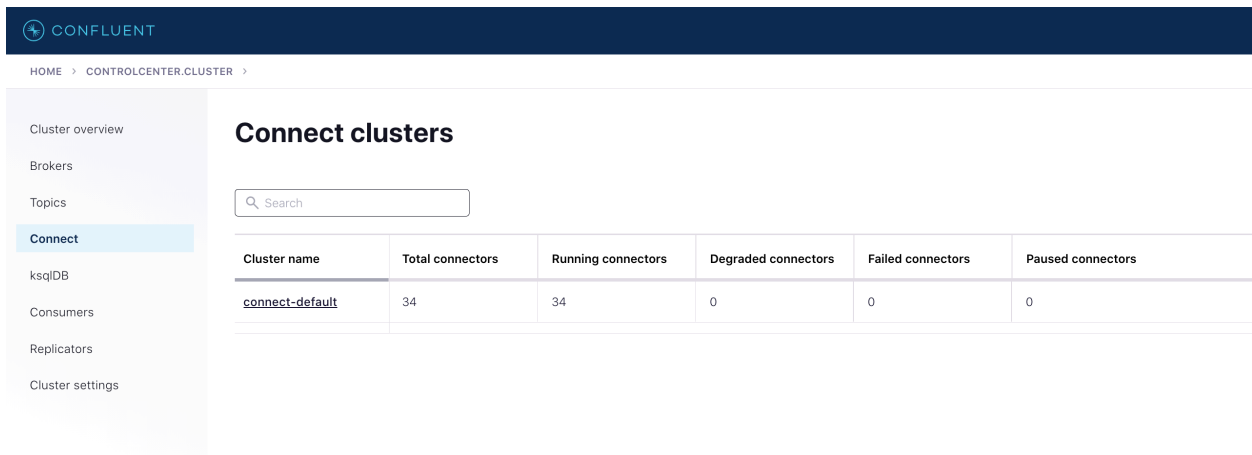 CONFLUENT
HOME > CONTROLCENTER.CLUSTER >
Cluster overview
Brokers
Topics
Connect
ksqlDB
Consumers
Replicators
Cluster settings
Connect clusters
Search
Cluster name Total connectors Running connectors Degraded connectors Failed connectors Paused connectors
connect-default 34 34 0 0 0